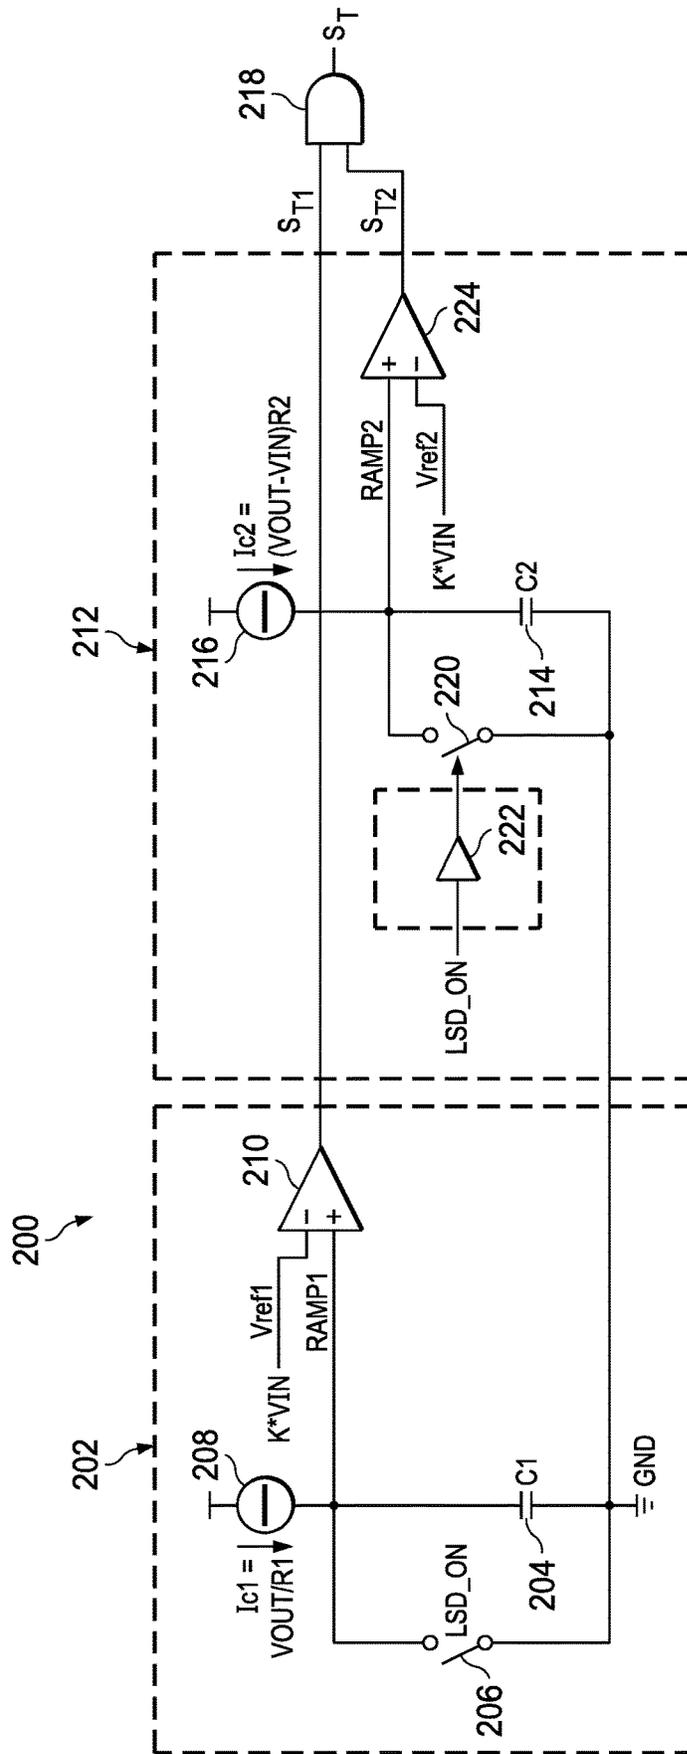 200
202
Ic1 =
VOUT/R1
208
K*VIN
Vref1
RAMP1
210
LSD_ON
206
C1
204
GND
212
216
Ic2 =
(VOUT-VIN)R2
RAMP2
Vref2
K*VIN
224
LSD_ON
222
220
C2
214
ST1
ST2
218
ST
-
+
+
-